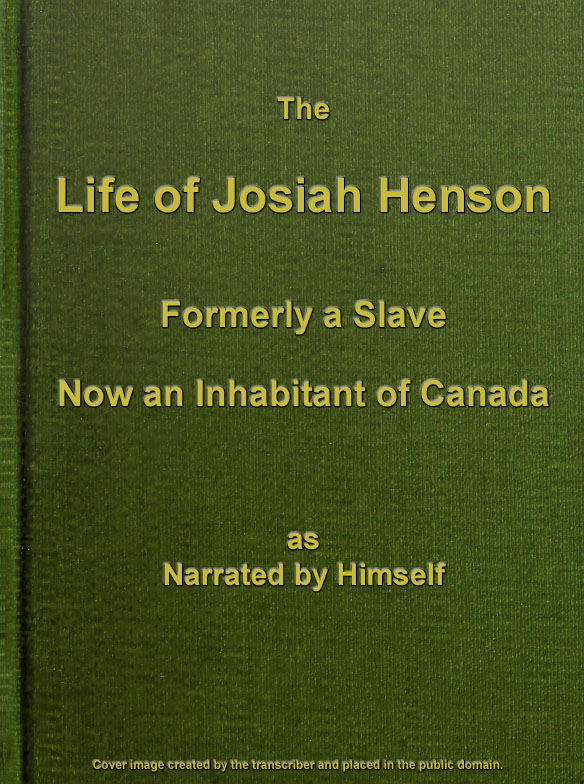 The
Life of Josiah Henson
Formerly a Slave
Now an Inhabitant of Canada
as
Narrated by Himself
Cover image created by the transcriber and placed in the public domain.